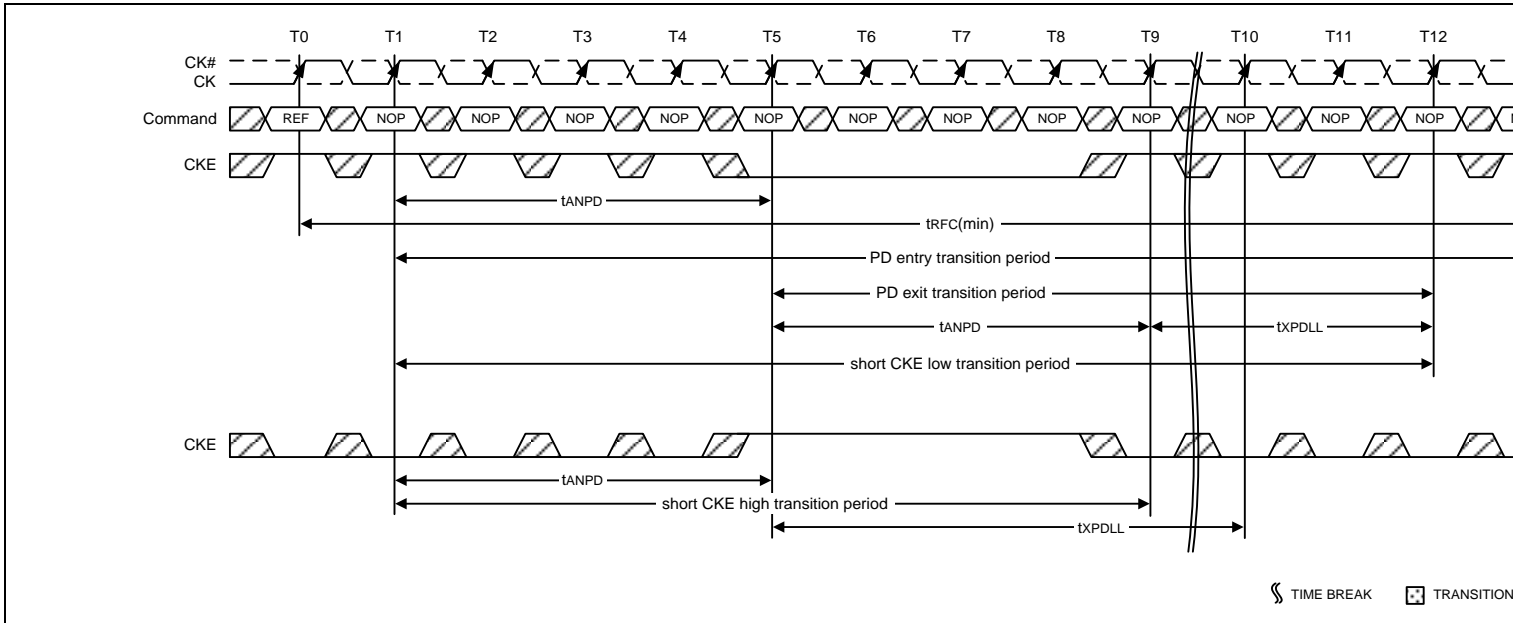 T0 T1 T2 T3 T4 T5 T6 T7 T8 T9 T10 T11 T12
CK#
CK
Command REF NOP NOP NOP NOP NOP NOP NOP NOP NOP NOP NOP NOP
CKE
tANPD
tRFC(min)
PD entry transition period
PD exit transition period
tANPD tXPDLL
short CKE low transition period
CKE
tANPD
short CKE high transition period
tXPDLL
TIME BREAK TRANSITION